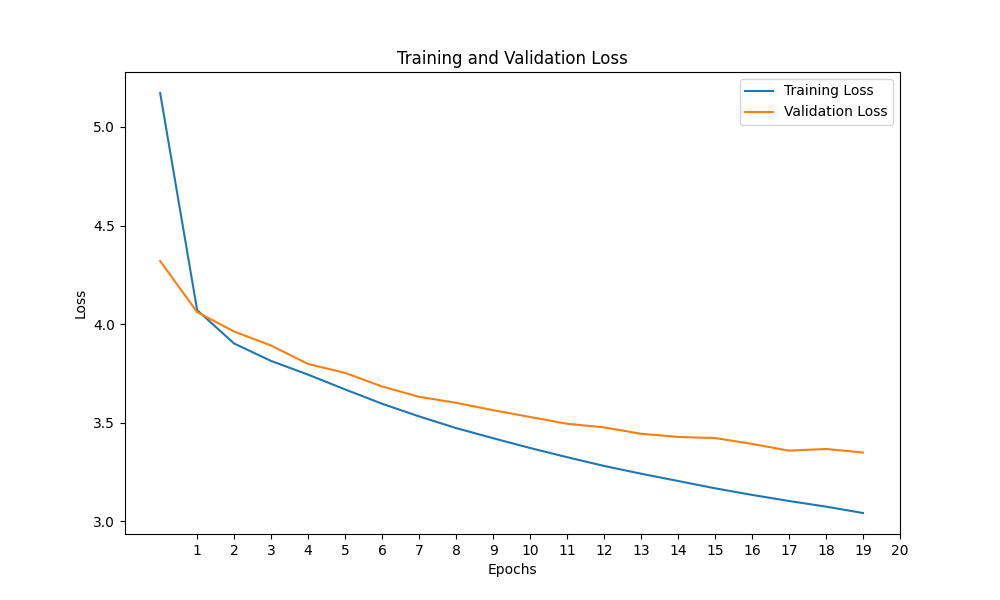 Training and Validation Loss
Training Loss
Validation Loss
5.0
4.5
4.0
3.5
3.0
Loss
1 2 3 4 5 6 7 8 9 10 11 12 13 14 15 16 17 18 19 20
Epochs